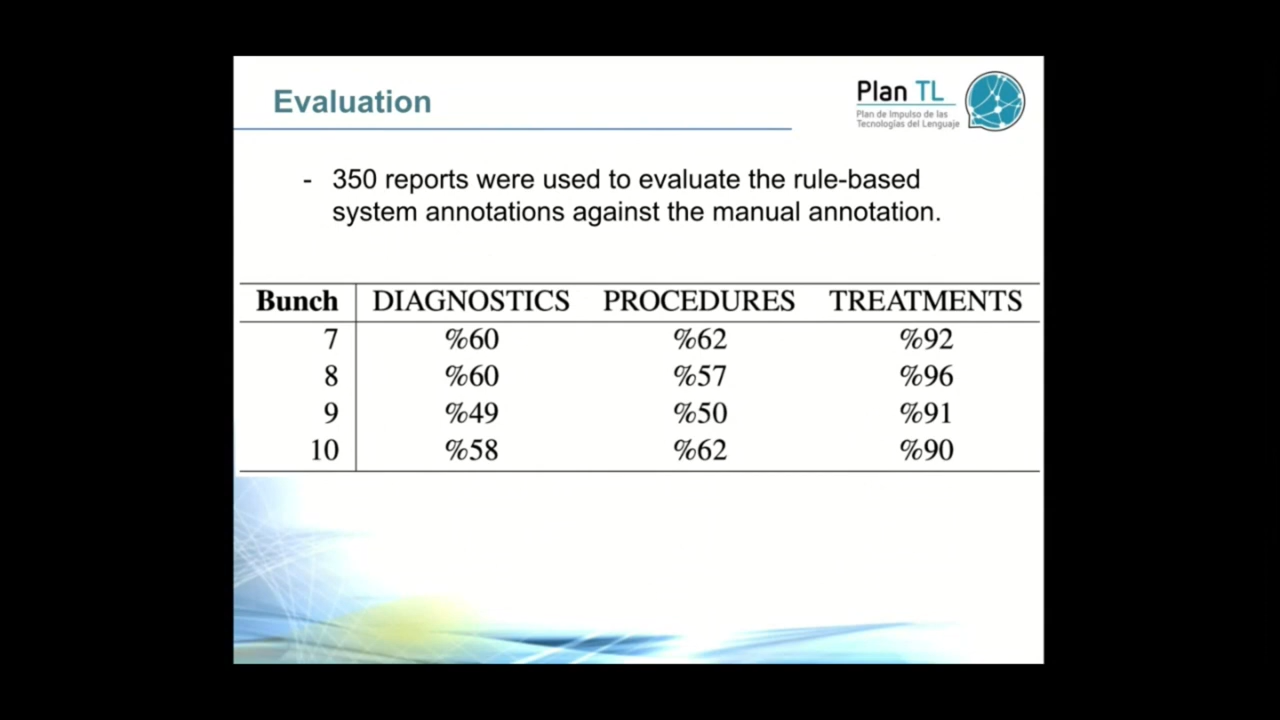 Evaluation
Plan TL
Plan de Impulso de las
Tecnologías del Lenguaje
- 350 reports were used to evaluate the rule-based
system annotations against the manual annotation.
Bunch DIAGNOSTICS PROCEDURES TREATMENTS
7 %60 %62 %92
8 %60 %57 %96
9 %49 %50 %91
10 %58 %62 %90